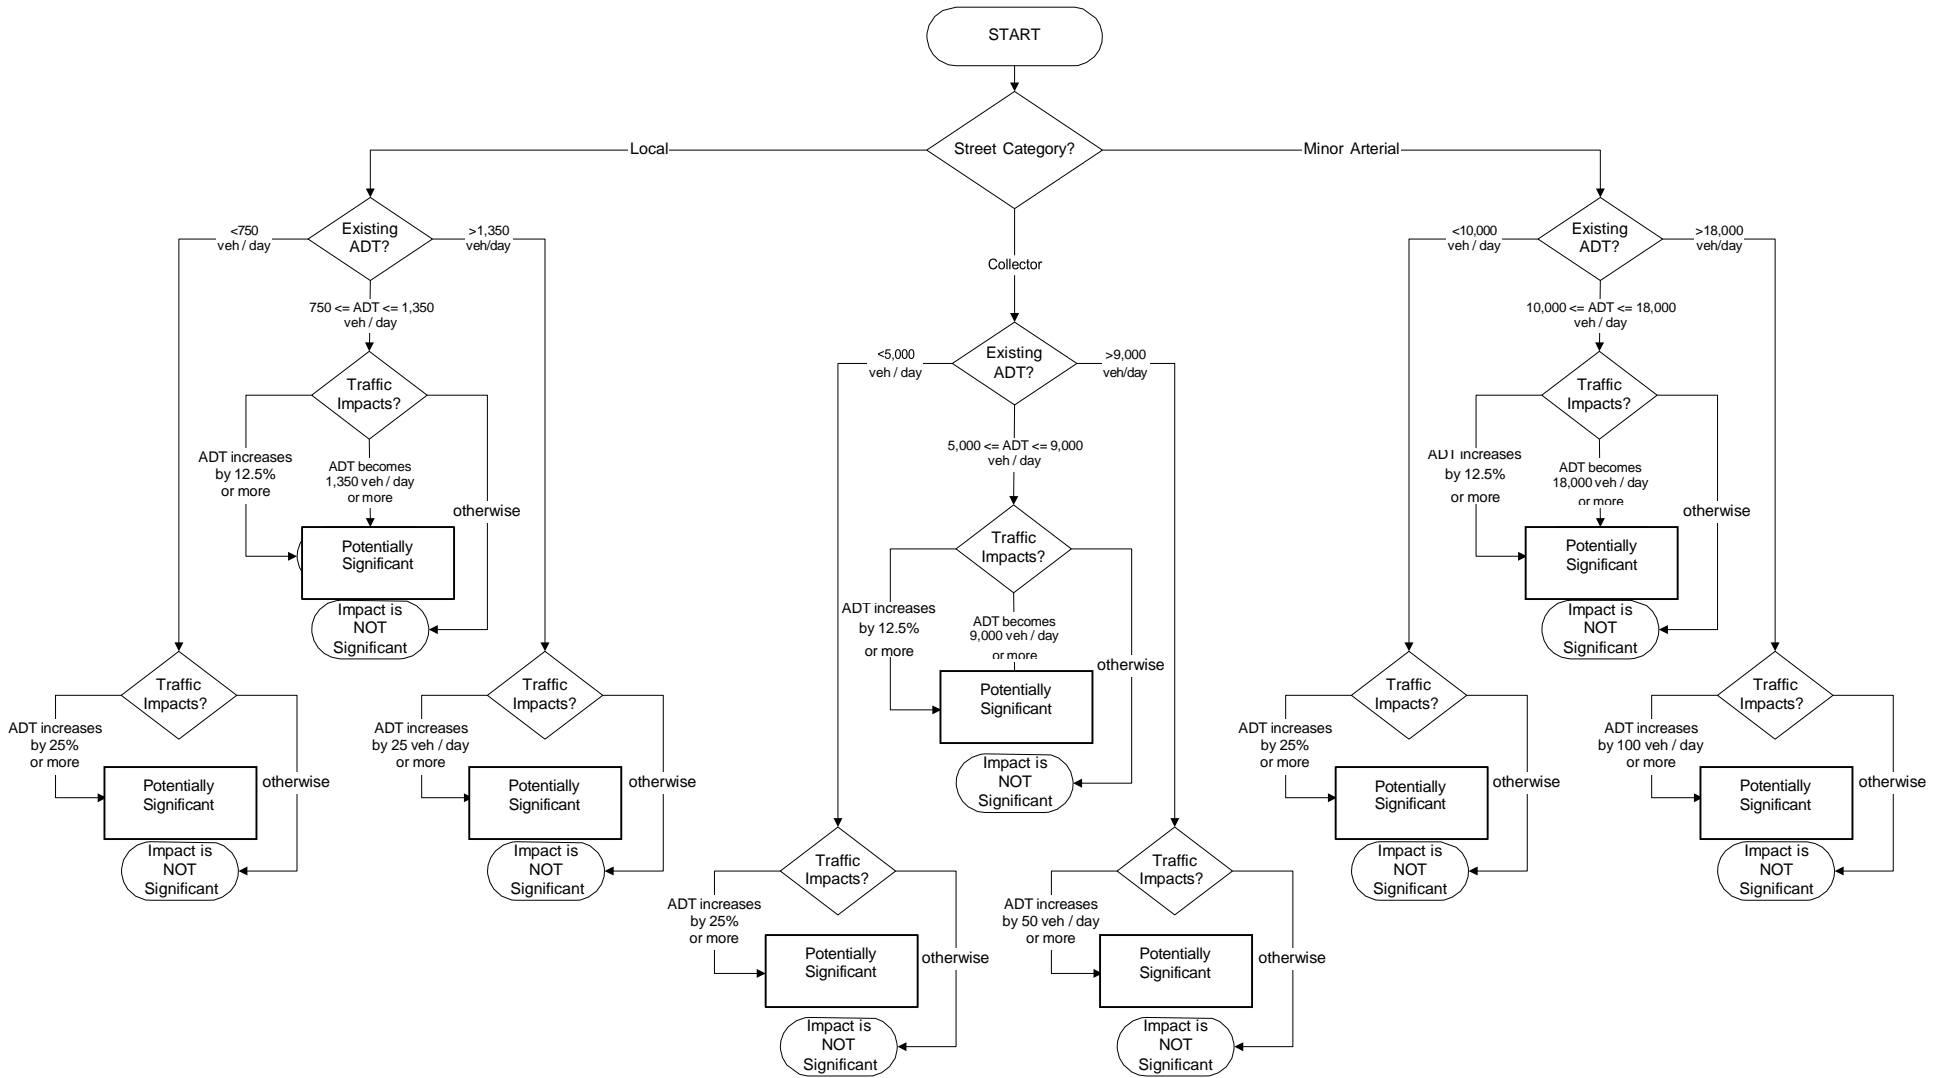 START
Street Category?
Local
Minor Arterial
Collector
Existing
ADT?
<750
veh / day
>1,350
veh/day
750 <= ADT <= 1,350
veh / day
Traffic
Impacts?
ADT increases
by 12.5%
or more
ADT becomes
1,350 veh / day
or more
otherwise
Potentially
Significant
Impact is
NOT
Significant
Traffic
Impacts?
ADT increases
by 25%
or more
otherwise
Potentially
Significant
Impact is
NOT
Significant
Traffic
Impacts?
ADT increases
by 25 veh / day
or more
otherwise
Potentially
Significant
Impact is
NOT
Significant
Existing
ADT?
<5,000
veh / day
>9,000
veh/day
5,000 <= ADT <= 9,000
veh / day
Traffic
Impacts?
ADT increases
by 12.5%
or more
ADT becomes
9,000 veh / day
or more
otherwise
Potentially
Significant
Impact is
NOT
Significant
Traffic
Impacts?
ADT increases
by 25%
or more
otherwise
Potentially
Significant
Impact is
NOT
Significant
Traffic
Impacts?
ADT increases
by 50 veh / day
or more
otherwise
Potentially
Significant
Impact is
NOT
Significant
Existing
ADT?
<10,000
veh / day
>18,000
veh/day
10,000 <= ADT <= 18,000
veh / day
Traffic
Impacts?
ADT increases
by 12.5%
or more
ADT becomes
18,000 veh / day
or more
otherwise
Potentially
Significant
Impact is
NOT
Significant
Traffic
Impacts?
ADT increases
by 25%
or more
otherwise
Potentially
Significant
Impact is
NOT
Significant
Traffic
Impacts?
ADT increases
by 100 veh / day
or more
otherwise
Potentially
Significant
Impact is
NOT
Significant